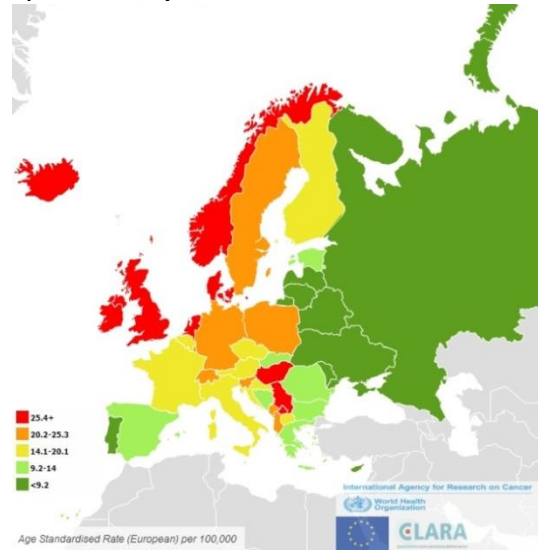 25.4+
20.2-25.3
14.1-20.1
9.2-14
<9.2
International Agency for Research on Cancer
World Health
Organization
CLARA
Age Standardised Rate (European) per 100,000